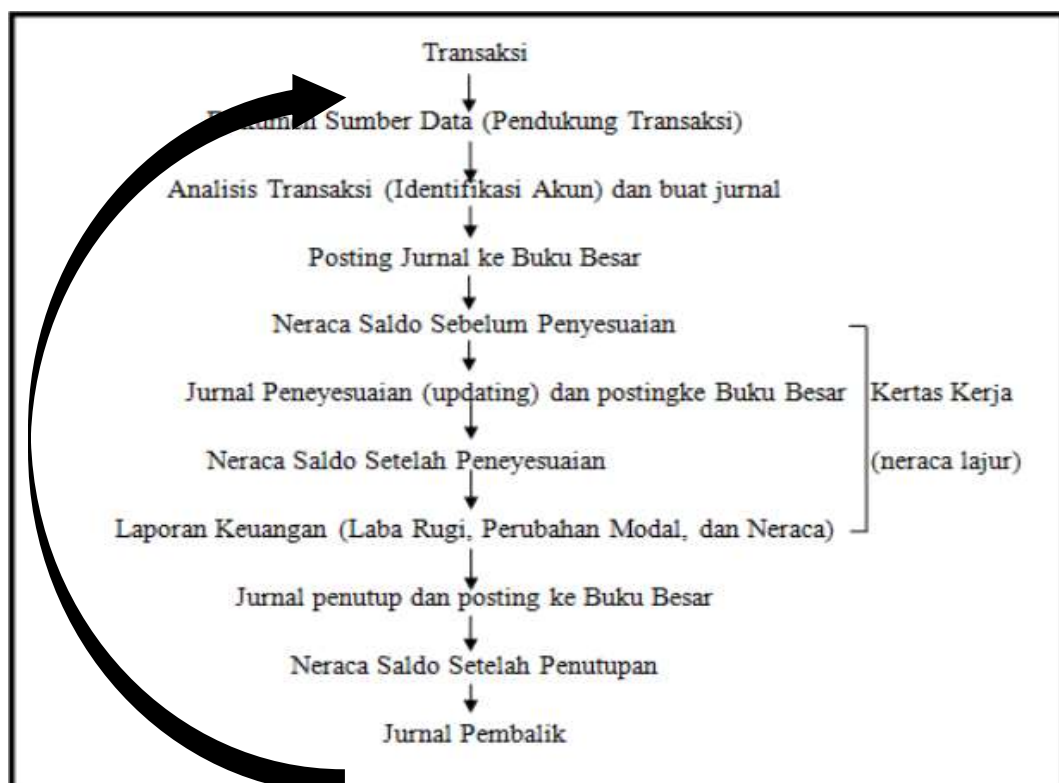 Transaksi
Sumber Data (Pendukung Transaksi)
Analisis Transaksi (Identifikasi Akun) dan buat jurnal
Posting Jurnal ke Buku Besar
Neraca Saldo Sebelum Penyesuaian
Jurnal Peneyesuaian (updating) dan postingke Buku Besar
Kertas Kerja
Neraca Saldo Setelah Peneyesuaian
(neraca lajur)
Laporan Keuangan (Laba Rugi, Perubahan Modal, dan Neraca)
Jurnal penutup dan posting ke Buku Besar
Neraca Saldo Setelah Penutupan
Jurnal Pembalik